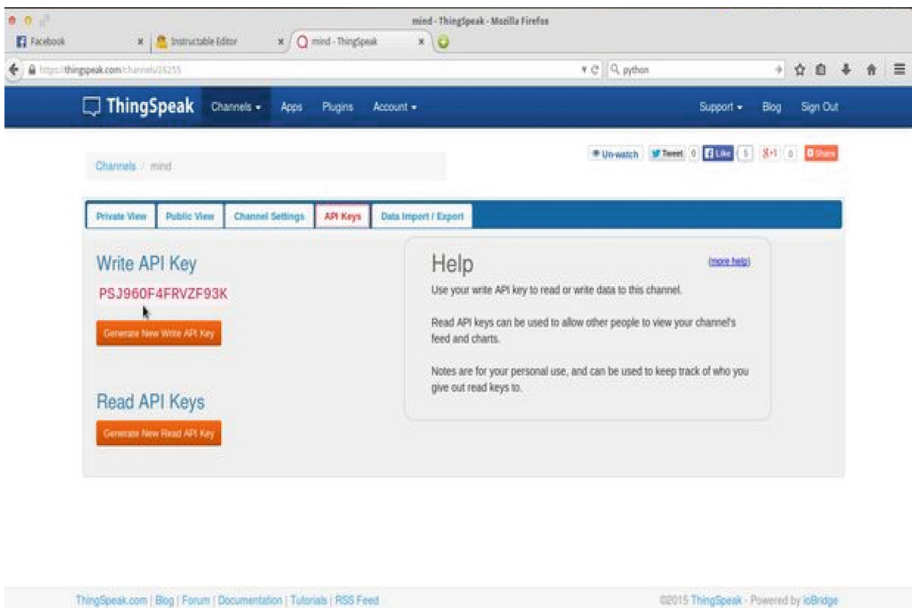 mind - ThingSpeak - Mozilla Firefox
Facebook x Instructable Editor x mind - ThingSpeak x
https://thingspeak.com/channels/26255 python
ThingSpeak Channels Apps Plugins Account Support Blog Sign Out
Channels / mind Un-watch Tweet 0 Like 5 +1 0 Share
Private View Public View Channel Settings API Keys Data Import / Export
Write API Key
PSJ960F4FRVZF93K
Generate New Write API Key
Read API Keys
Generate New Read API Key
Help (more help)
Use your write API key to read or write data to this channel.
Read API keys can be used to allow other people to view your channel's
feed and charts.
Notes are for your personal use, and can be used to keep track of who you
give out read keys to.
ThingSpeak.com | Blog | Forum | Documentation | Tutorials | RSS Feed ©2015 ThingSpeak - Powered by ioBridge